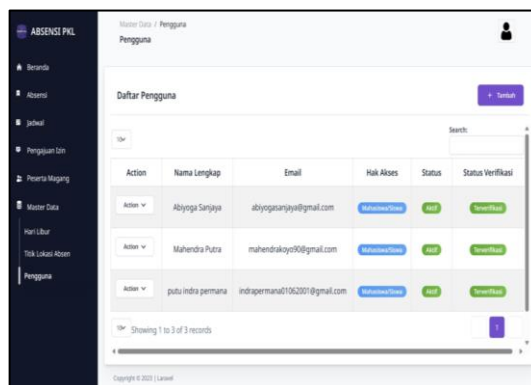 ABSENSI PKL
Master Data / Pengguna
Pengguna
Beranda
Absensi
Jadwal
Pengajuan Izin
Peserta Magang
Master Data
Hari Libur
Titik Lokasi Absen
Pengguna
Daftar Pengguna
+ Tambah
10
Search:
Action Nama Lengkap Email Hak Akses Status Status Verifikasi
Action Abiyoga Sanjaya abiyogasanjaya@gmail.com Mahasiswa/Siswa Aktif Terverifikasi
Action Mahendra Putra mahendrakoyo90@gmail.com Mahasiswa/Siswa Aktif Terverifikasi
Action putu indra permana indrapermana01062001@gmail.com Mahasiswa/Siswa Aktif Terverifikasi
10 Showing 1 to 3 of 3 records
1
Copyright © 2023 | Laravel